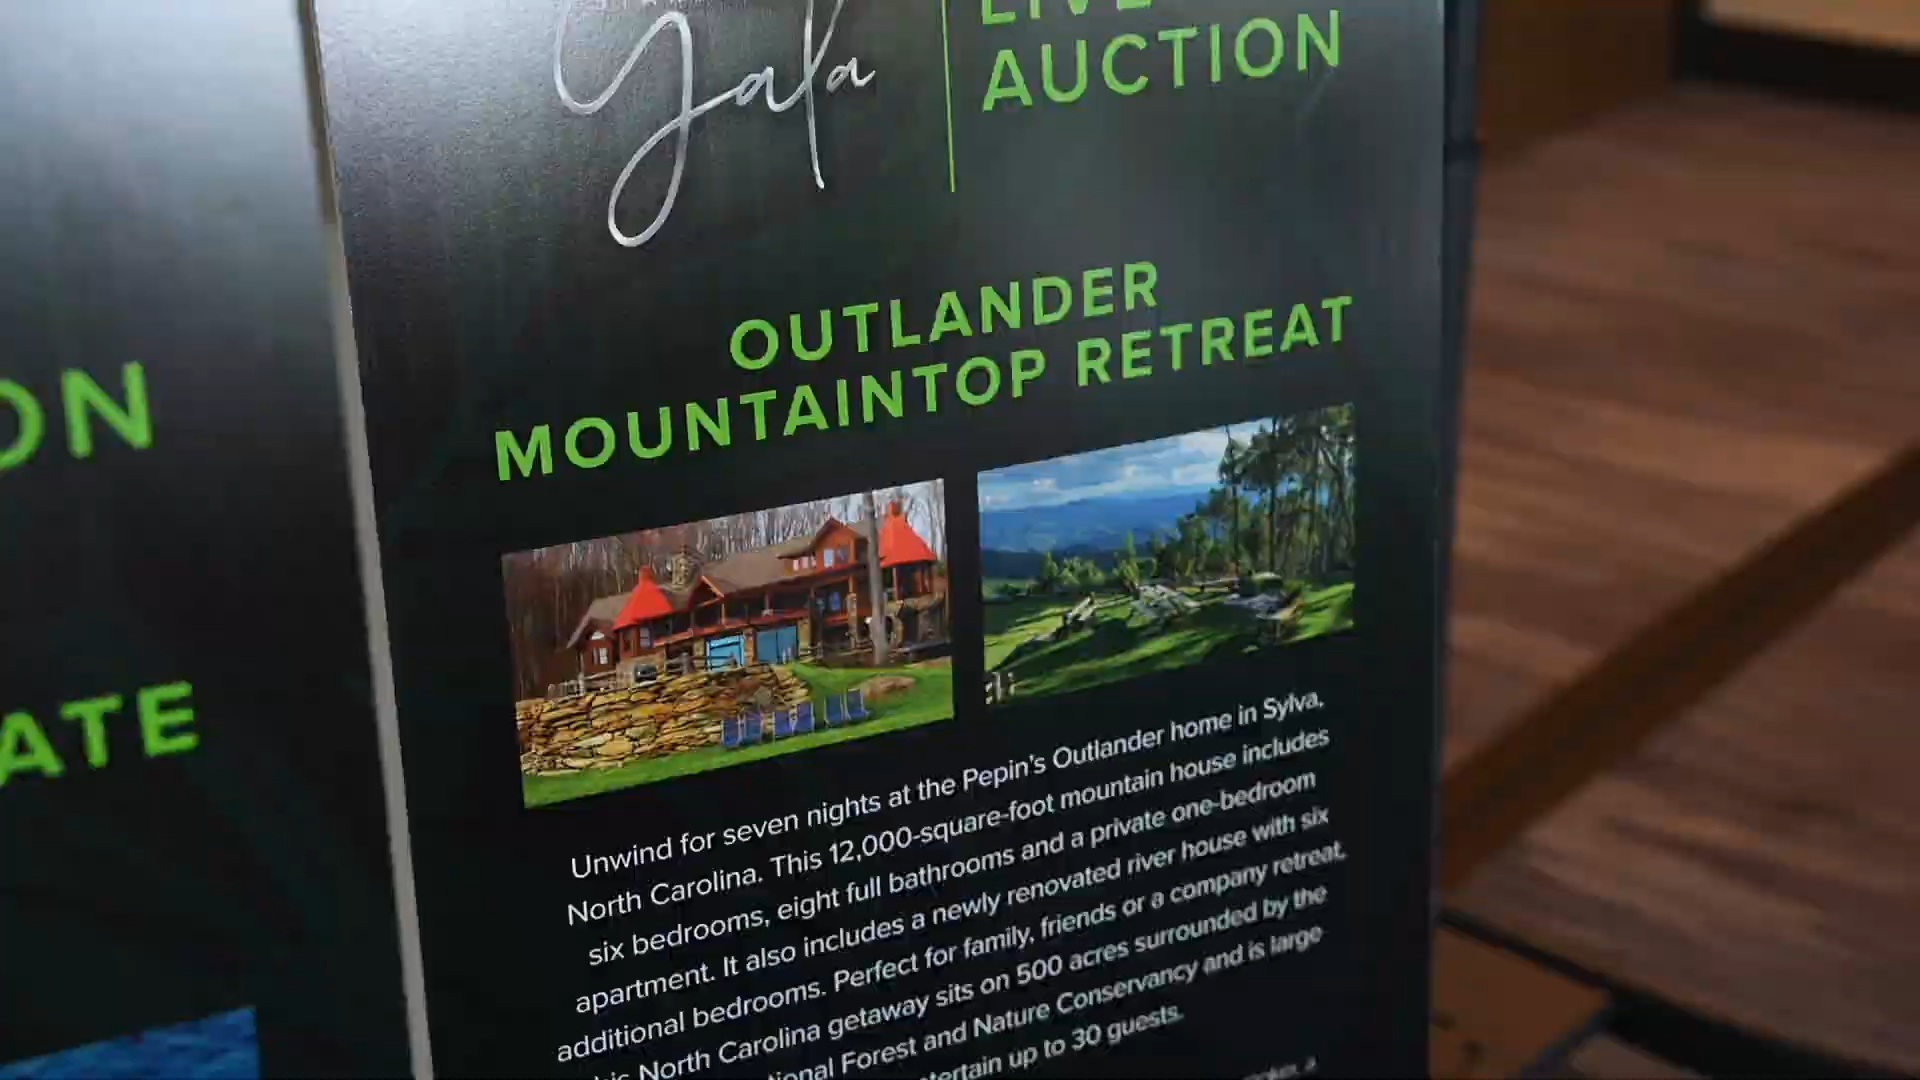 gala
LIVE
AUCTION
OUTLANDER
MOUNTAINTOP RETREAT
Unwind for seven nights at the Pepin's Outlander home in Sylva,
North Carolina. This 12,000-square-foot mountain house includes
six bedrooms, eight full bathrooms and a private one-bedroom
apartment. It also includes a newly renovated river house with six
additional bedrooms. Perfect for family, friends or a company retreat,
North Carolina getaway sits on 500 acres surrounded by the
Forest and Nature Conservancy and is large
up to 30 guests.
ON
ATE